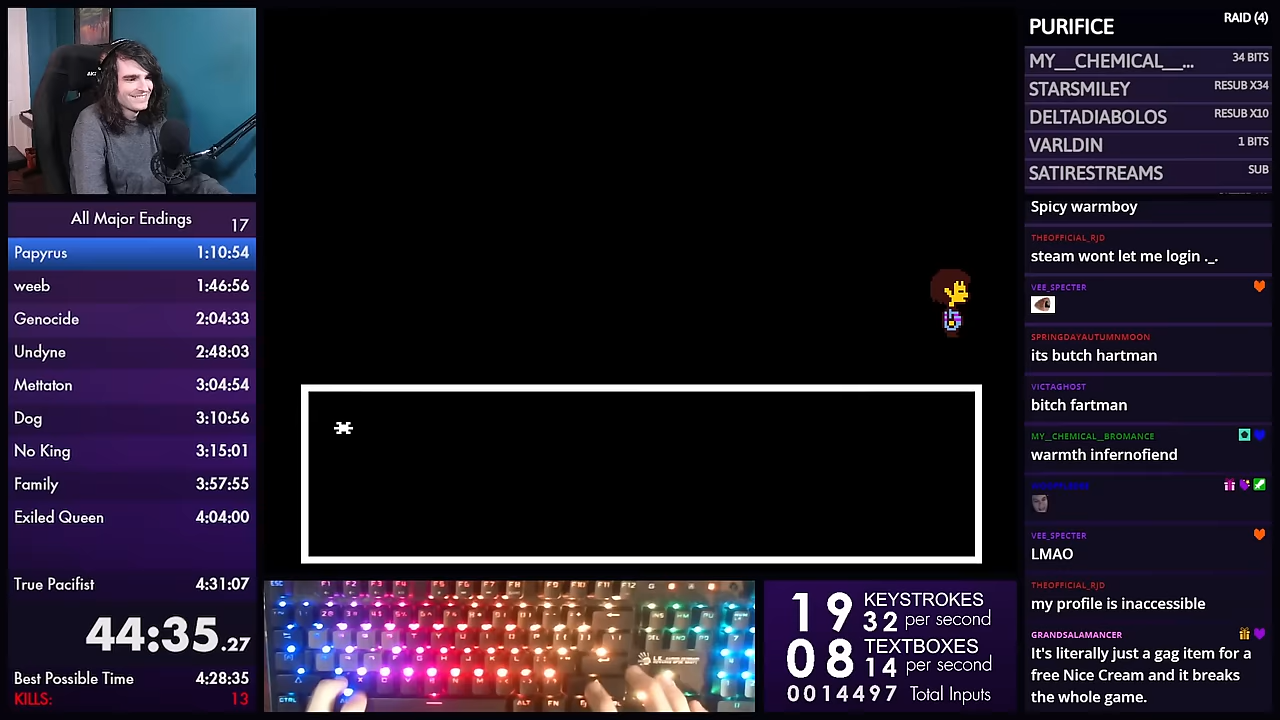 All Major Endings
17
Papyrus 1:10:54
weeb 1:46:56
Genocide 2:04:33
Undyne 2:48:03
Mettaton 3:04:54
Dog 3:10:56
No King 3:15:01
Family 3:57:55
Exiled Queen 4:04:00
True Pacifist 4:31:07
44:35.27
Best Possible Time 4:28:35
KILLS: 13
*
19 KEYSTROKES
32 per second
08 TEXTBOXES
14 per second
0014497 Total Inputs
PURIFICE RAID (4)
MY__CHEMICAL__... 34 BITS
STARSMILEY RESUB X34
DELTADIABOLOS RESUB X10
VARLDIN 1 BITS
SATIRESTREAMS SUB
Spicy warmboy
THEOFFICIAL_RJD
steam wont let me login ._.
VEE_SPECTER
SPRINGDAYAUTUMNMOON
its butch hartman
VICTAGHOST
bitch fartman
MY__CHEMICAL__BROMANCE
warmth infernofiend
VEE_SPECTER
LMAO
THEOFFICIAL_RJD
my profile is inaccessible
GRANDSALAMANCER
It's literally just a gag item for a
free Nice Cream and it breaks
the whole game.